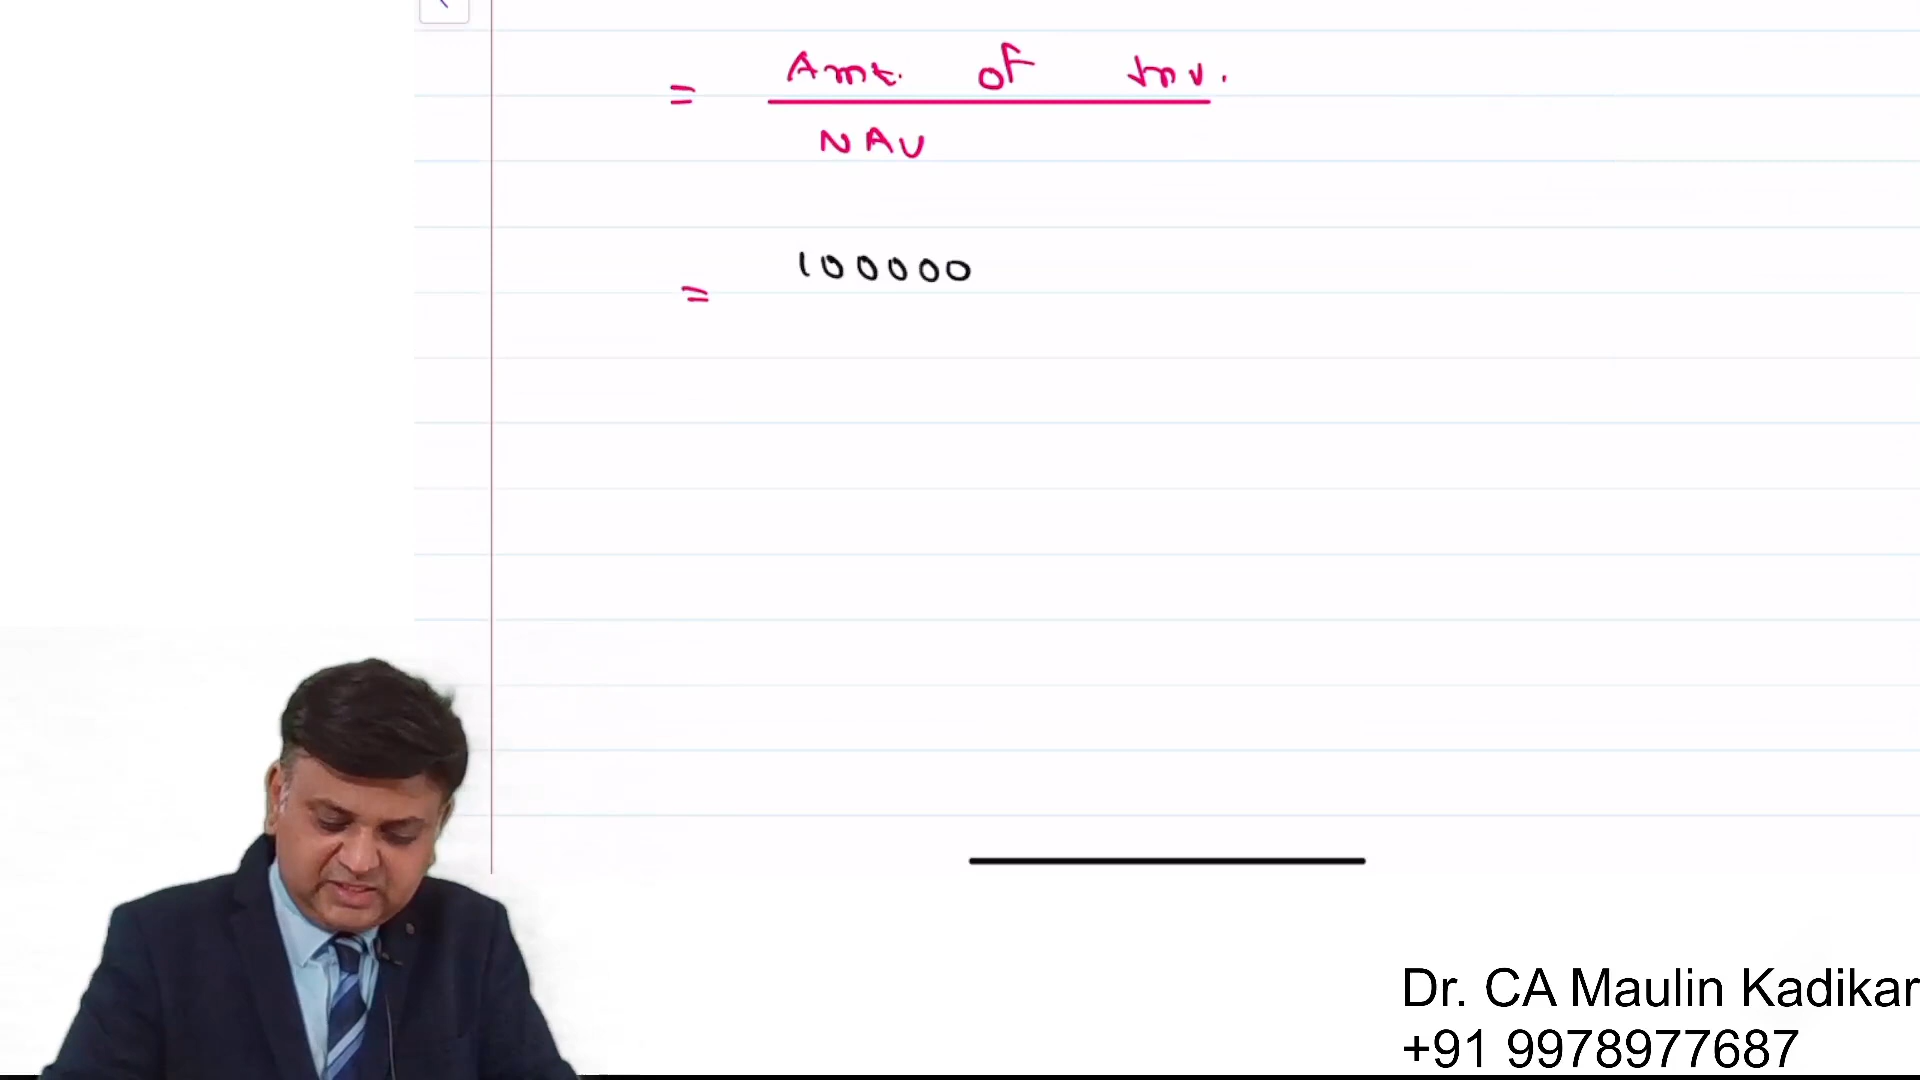 = Amt. of Inv.
NAV
= 100000
Dr. CA Maulin Kadikar
+91 9978977687